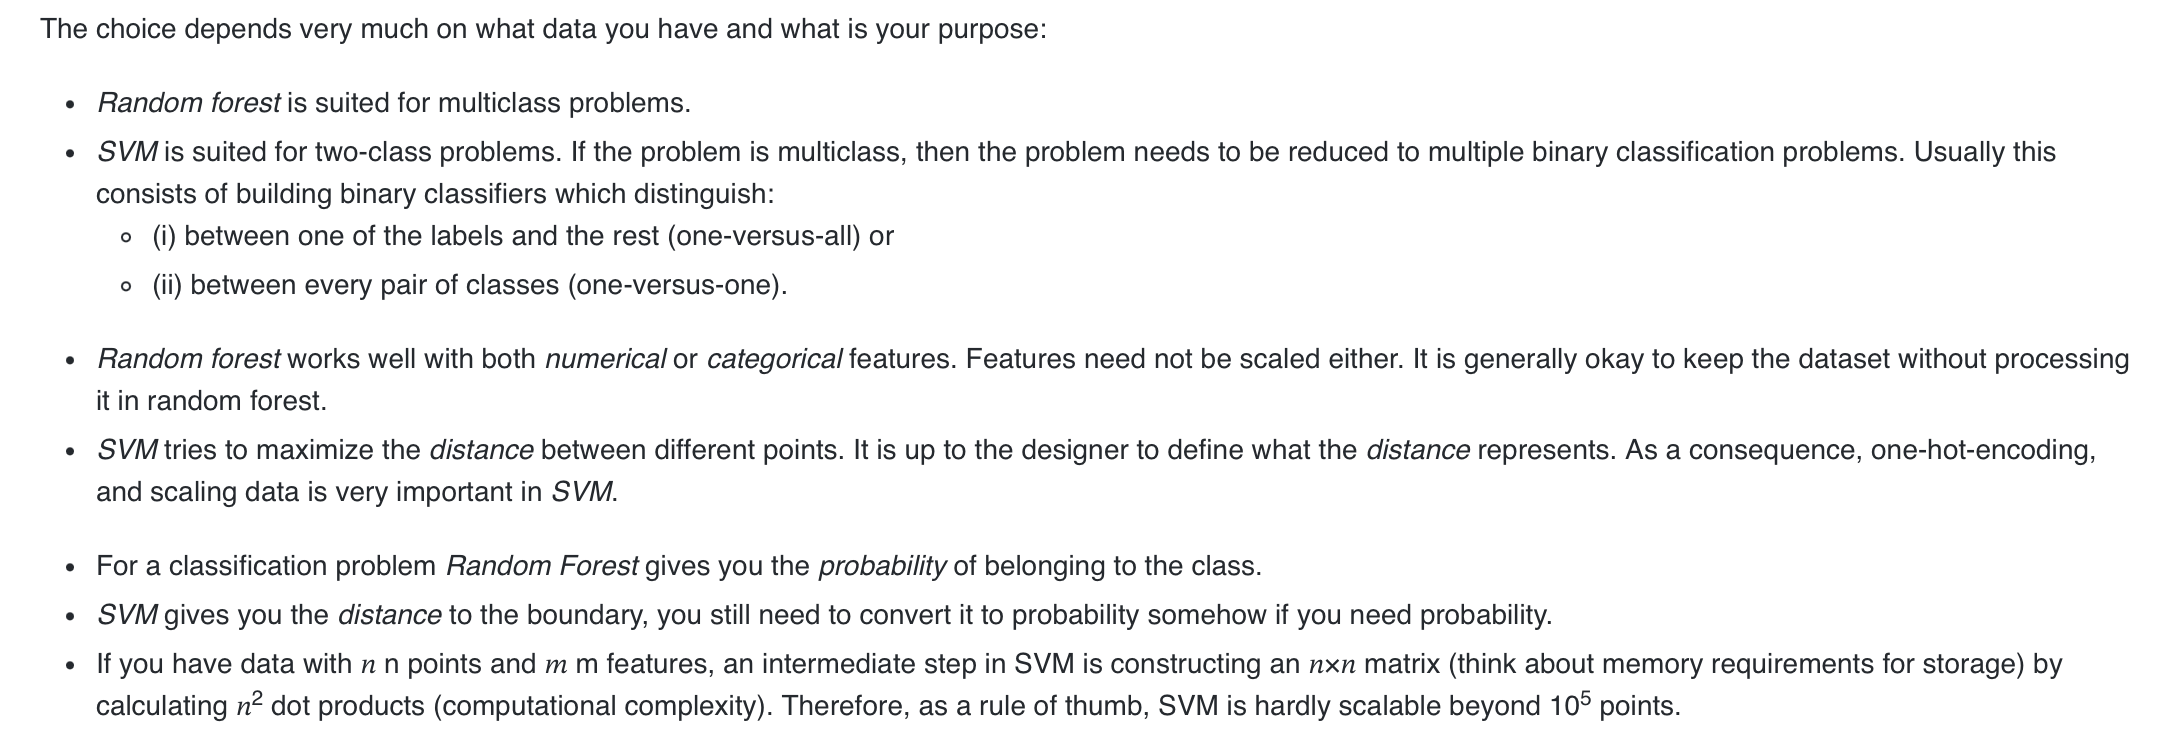 The choice depends very much on what data you have and what is your purpose:
• Random forest is suited for multiclass problems.
• SVM is suited for two-class problems. If the problem is multiclass, then the problem needs to be reduced to multiple binary classification problems. Usually this
consists of building binary classifiers which distinguish:
◦ (i) between one of the labels and the rest (one-versus-all) or
◦ (ii) between every pair of classes (one-versus-one).
• Random forest works well with both numerical or categorical features. Features need not be scaled either. It is generally okay to keep the dataset without processing
it in random forest.
• SVM tries to maximize the distance between different points. It is up to the designer to define what the distance represents. As a consequence, one-hot-encoding,
and scaling data is very important in SVM.
• For a classification problem Random Forest gives you the probability of belonging to the class.
• SVM gives you the distance to the boundary, you still need to convert it to probability somehow if you need probability.
• If you have data with n n points and m m features, an intermediate step in SVM is constructing an n×n matrix (think about memory requirements for storage) by
calculating n² dot products (computational complexity). Therefore, as a rule of thumb, SVM is hardly scalable beyond 10⁵ points.